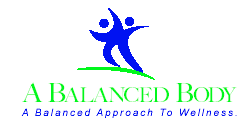 A BALANCED BODY
A Balanced Approach To Wellness.